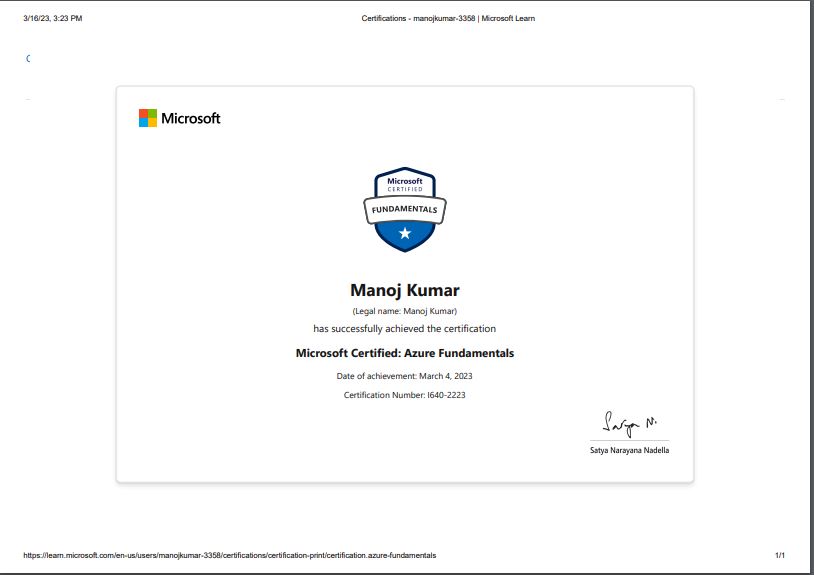 3/16/23, 3:23 PM
Certifications - manojkumar-3358 | Microsoft Learn
Microsoft
Microsoft
CERTIFIED
FUNDAMENTALS
Manoj Kumar
(Legal name: Manoj Kumar)
has successfully achieved the certification
Microsoft Certified: Azure Fundamentals
Date of achievement: March 4, 2023
Certification Number: I640-2223
Satya N.
Satya Narayana Nadella
https://learn.microsoft.com/en-us/users/manojkumar-3358/certifications/certification-print/certification.azure-fundamentals
1/1